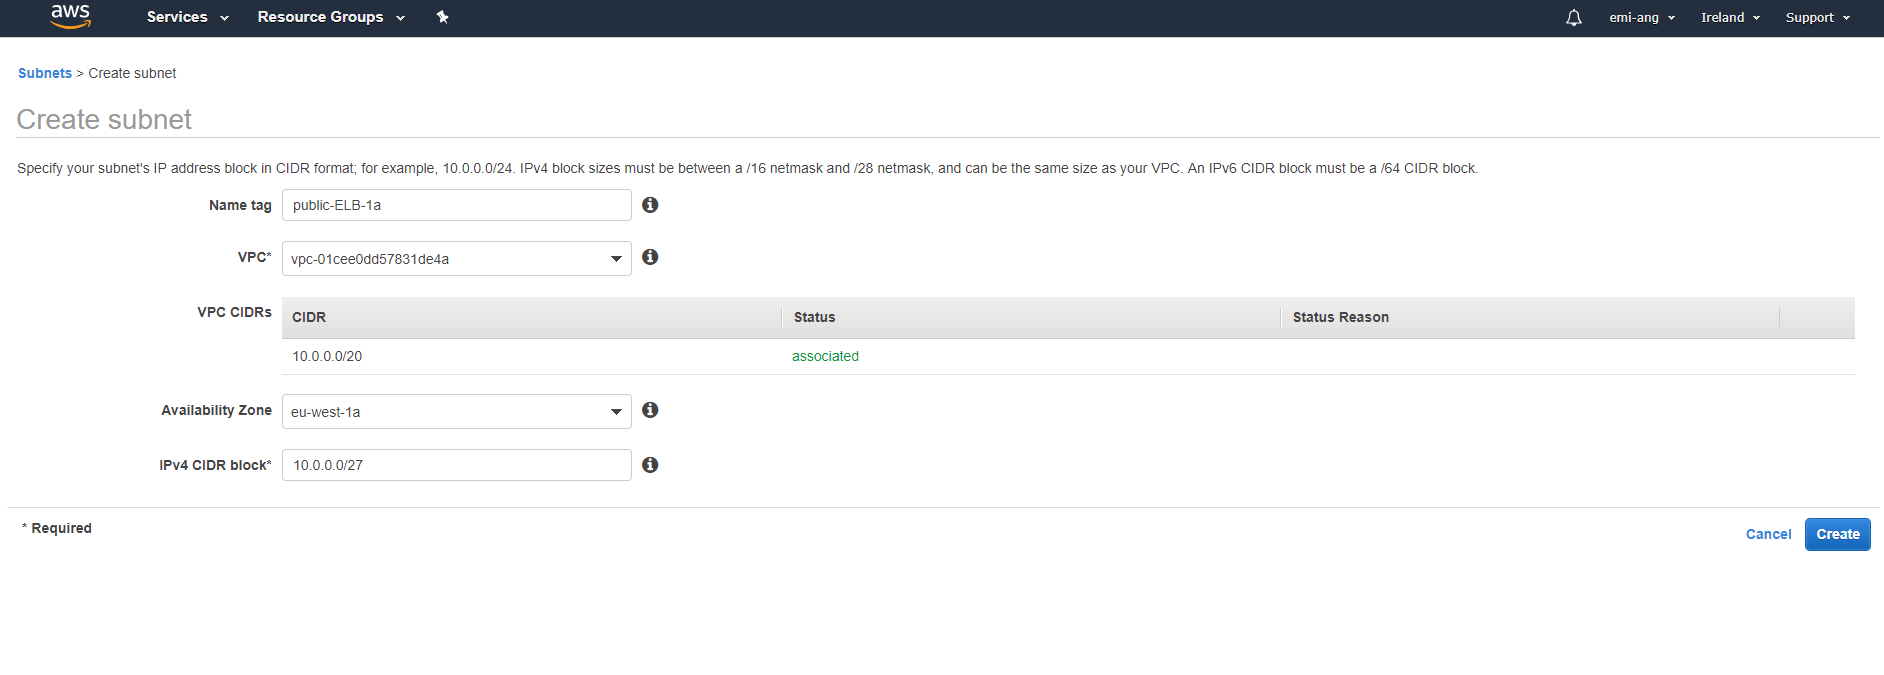 aws Services Resource Groups emi-ang Ireland Support
Subnets > Create subnet
Create subnet
Specify your subnet's IP address block in CIDR format; for example, 10.0.0.0/24. IPv4 block sizes must be between a /16 netmask and /28 netmask, and can be the same size as your VPC. An IPv6 CIDR block must be a /64 CIDR block.
Name tag public-ELB-1a
VPC* vpc-01cee0dd57831de4a
VPC CIDRs CIDR Status Status Reason
10.0.0.0/20 associated
Availability Zone eu-west-1a
IPv4 CIDR block* 10.0.0.0/27
* Required
Cancel Create